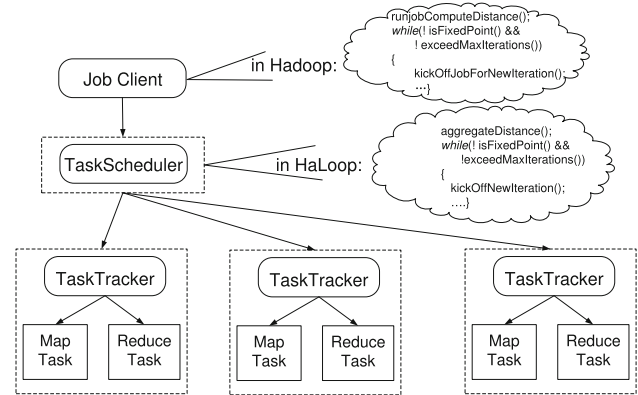 runjobComputeDistance();
while(! isFixedPoint() &&
! exceedMaxIterations())
{
kickOffJobForNewIteration();
...}
in Hadoop:
Job Client
aggregateDistance();
while(! isFixedPoint() &&
!exceedMaxIterations())
{
kickOffNewIteration();
....}
in HaLoop:
TaskScheduler
TaskTracker
Map
Task
Reduce
Task
TaskTracker
Map
Task
Reduce
Task
TaskTracker
Map
Task
Reduce
Task